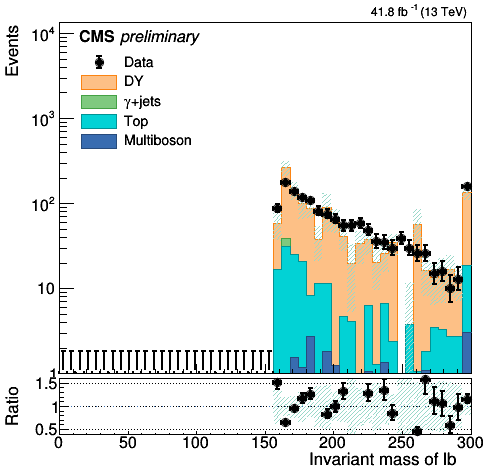 41.8 fb⁻¹ (13 TeV)
Events
CMS preliminary
Data
DY
γ+jets
Top
Multiboson
10⁴
10³
10²
10
1
Ratio
1.5
1
0.5
0 50 100 150 200 250 300
Invariant mass of lb